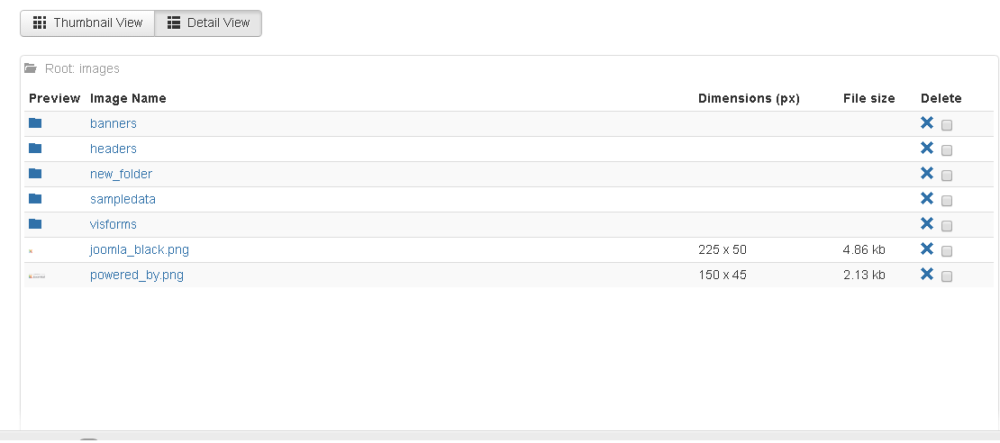 Thumbnail View Detail View
Root: images
Preview Image Name Dimensions (px) File size Delete
banners
headers
new_folder
sampledata
visforms
joomla_black.png 225 x 50 4.86 kb
powered_by.png 150 x 45 2.13 kb